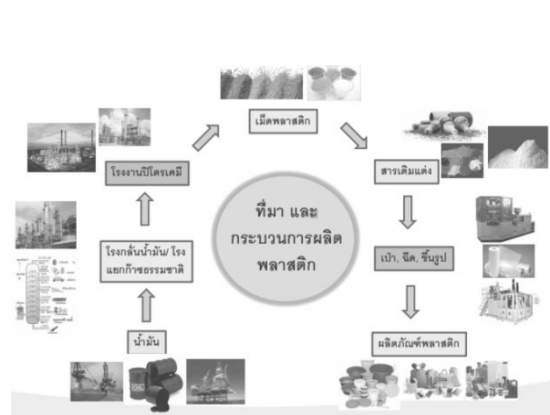 เม็ดพลาสติก
โรงงานปิโตรเคมี
สารเติมแต่ง
ที่มา และ
กระบวนการผลิต
พลาสติก
โรงกลั่นน้ำมัน/ โรง
แยกก๊าซธรรมชาติ
เป่า, ฉีด, ขึ้นรูป
น้ำมัน
ผลิตภัณฑ์พลาสติก
OIL